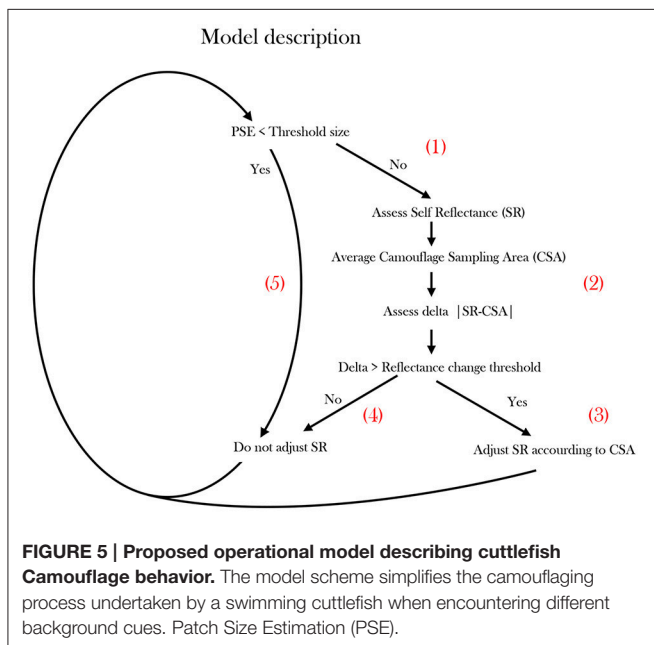 Model description
PSE < Threshold size
(1)
Yes
No
Assess Self Reflectance (SR)
Average Camouflage Sampling Area (CSA)
(5)
(2)
Assess delta |SR-CSA|
Delta > Reflectance change threshold
No
(4)
Yes
(3)
Do not adjust SR
Adjust SR accourding to CSA
FIGURE 5 | Proposed operational model describing cuttlefish
Camouflage behavior. The model scheme simplifies the camouflaging
process undertaken by a swimming cuttlefish when encountering different
background cues. Patch Size Estimation (PSE).